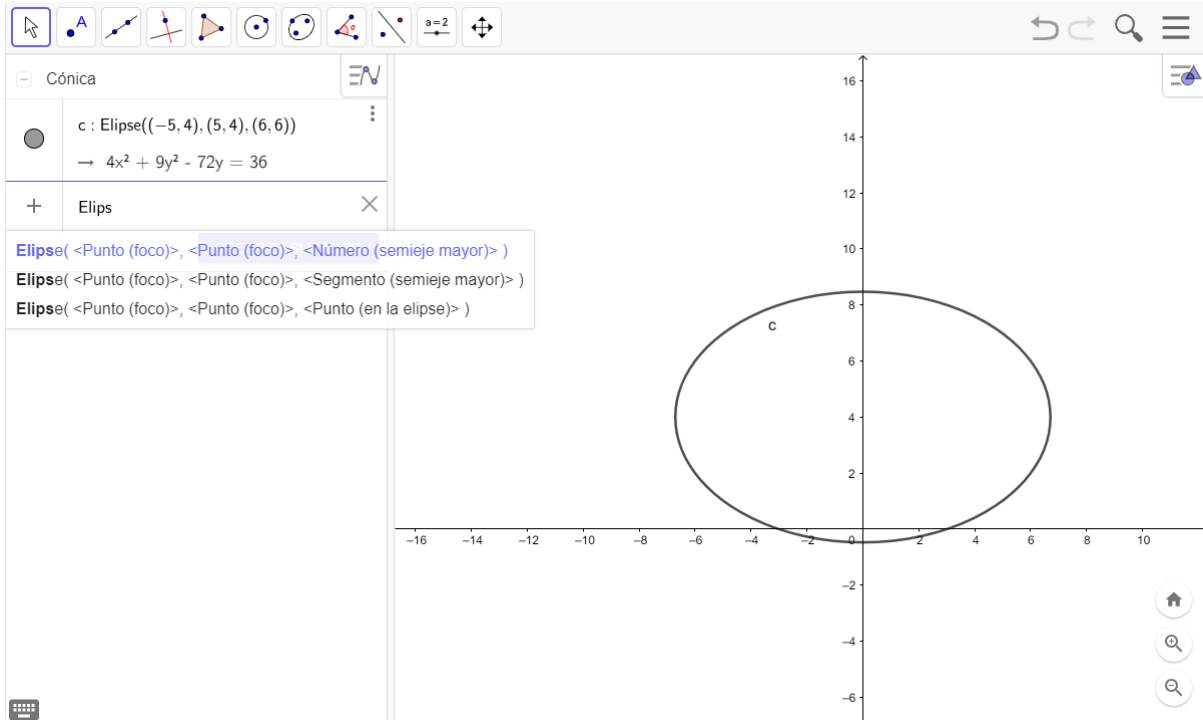 A
a=2
Cónica
c : Elipse((−5, 4), (5, 4), (6, 6))
→ 4x² + 9y² - 72y = 36
+ Elips
Elipse( <Punto (foco)>, <Punto (foco)>, <Número (semieje mayor)> )
Elipse( <Punto (foco)>, <Punto (foco)>, <Segmento (semieje mayor)> )
Elipse( <Punto (foco)>, <Punto (foco)>, <Punto (en la elipse)> )
16
14
12
10
8
c
6
4
2
−16 −14 −12 −10 −8 −6 −4 −2 0 2 4 6 8 10
−2
−4
−6